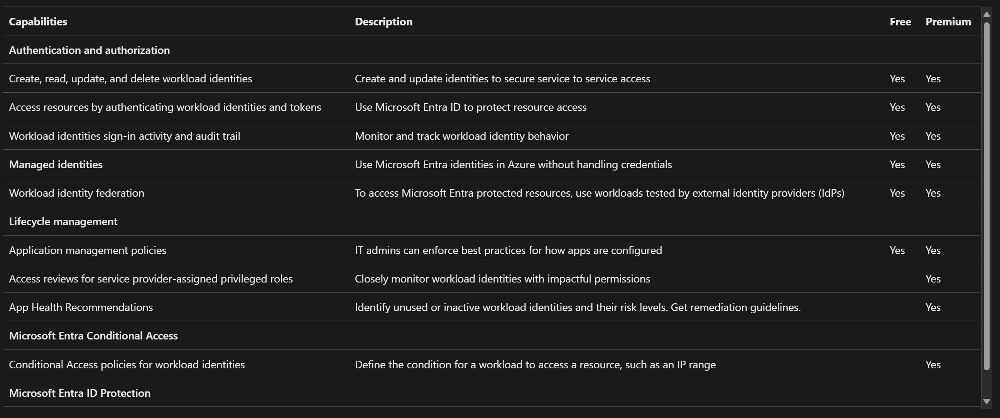 Capabilities Description Free Premium
Authentication and authorization
Create, read, update, and delete workload identities Create and update identities to secure service to service access Yes Yes
Access resources by authenticating workload identities and tokens Use Microsoft Entra ID to protect resource access Yes Yes
Workload identities sign-in activity and audit trail Monitor and track workload identity behavior Yes Yes
Managed identities Use Microsoft Entra identities in Azure without handling credentials Yes Yes
Workload identity federation To access Microsoft Entra protected resources, use workloads tested by external identity providers (IdPs) Yes Yes
Lifecycle management
Application management policies IT admins can enforce best practices for how apps are configured Yes Yes
Access reviews for service provider-assigned privileged roles Closely monitor workload identities with impactful permissions Yes
App Health Recommendations Identify unused or inactive workload identities and their risk levels. Get remediation guidelines. Yes
Microsoft Entra Conditional Access
Conditional Access policies for workload identities Define the condition for a workload to access a resource, such as an IP range Yes
Microsoft Entra ID Protection